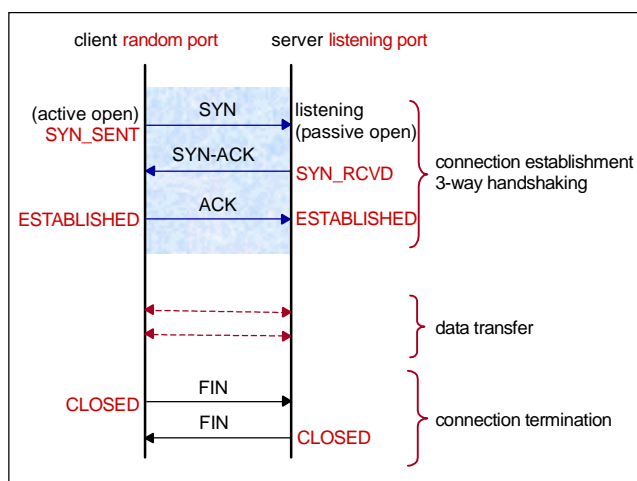 client random port
server listening port
(active open)
SYN
listening
SYN_SENT
(passive open)
SYN-ACK
SYN_RCVD
connection establishment
3-way handshaking
ESTABLISHED
ACK
ESTABLISHED
data transfer
FIN
CLOSED
connection termination
FIN
CLOSED